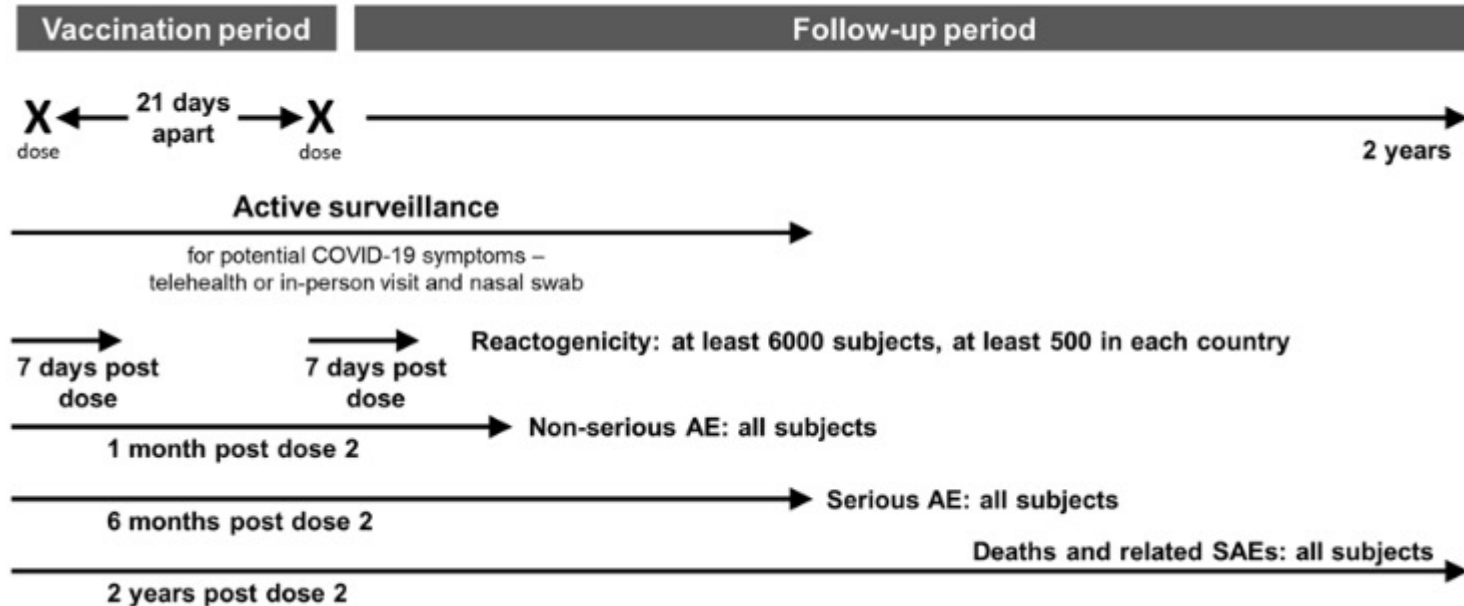 Vaccination period
Follow-up period
X
21 days
apart
X
dose
dose
2 years
Active surveillance
for potential COVID-19 symptoms –
telehealth or in-person visit and nasal swab
Reactogenicity: at least 6000 subjects, at least 500 in each country
7 days post
dose
7 days post
dose
Non-serious AE: all subjects
1 month post dose 2
Serious AE: all subjects
6 months post dose 2
Deaths and related SAEs: all subjects
2 years post dose 2